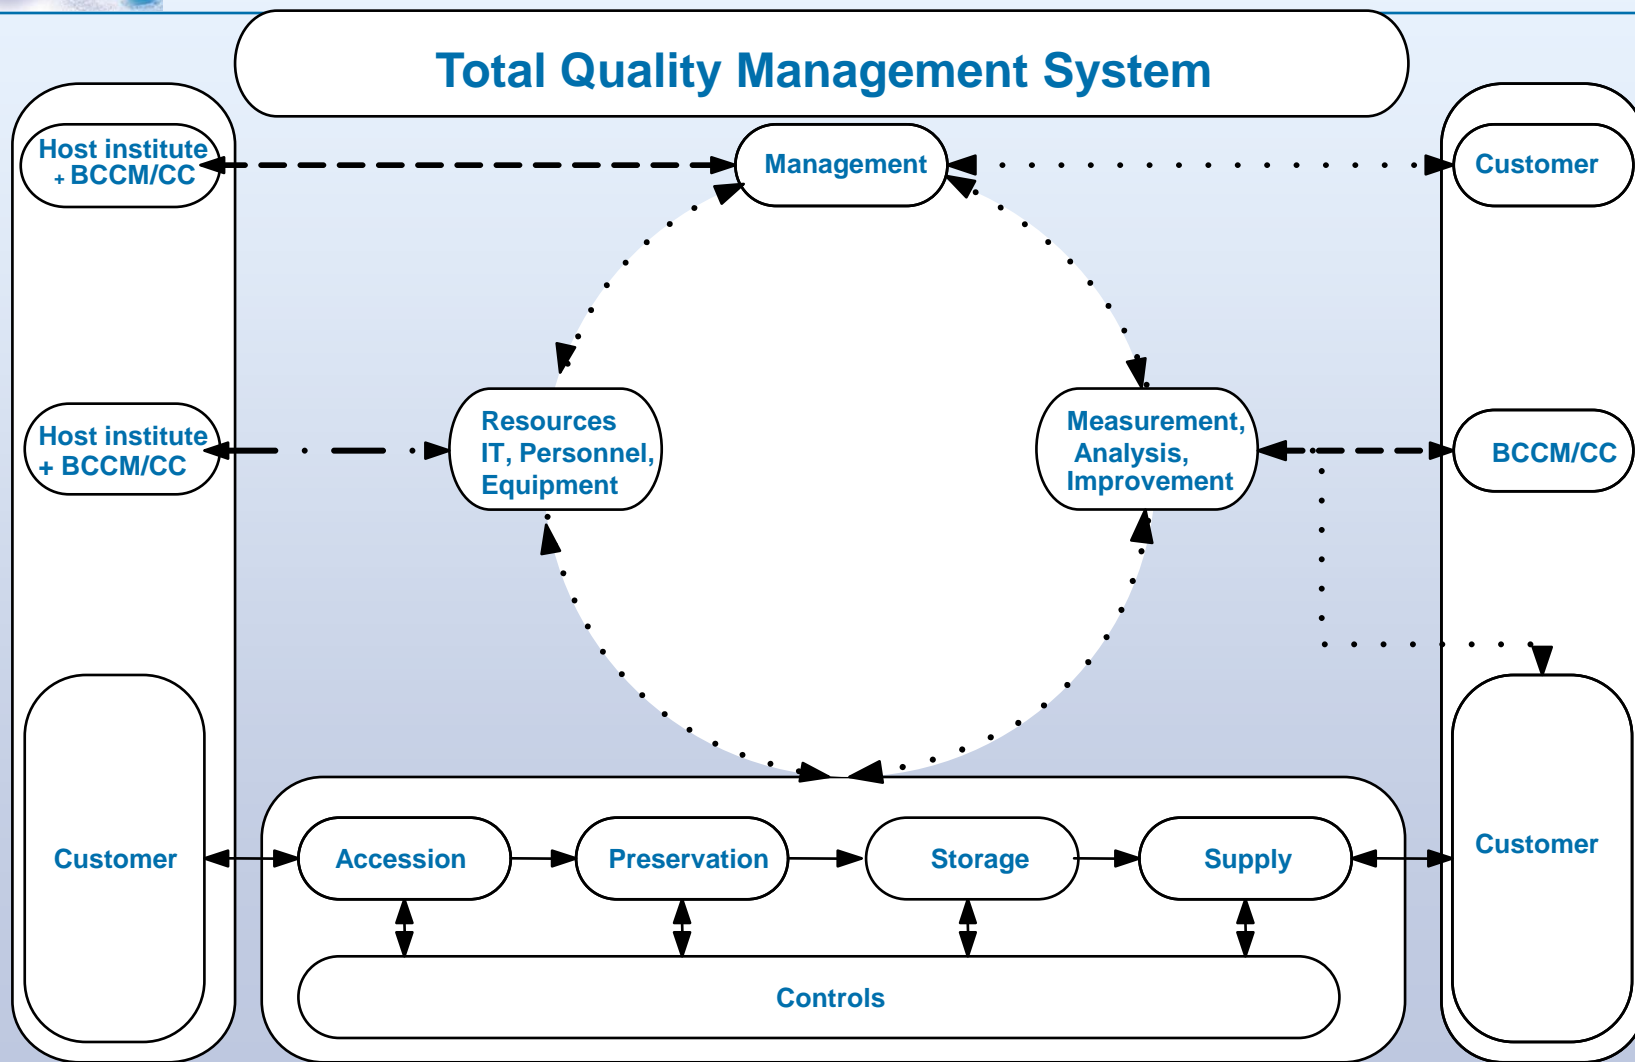 Total Quality Management System
Host institute
+ BCCM/CC
Management
Customer
Host institute
+ BCCM/CC
Resources
IT, Personnel,
Equipment
Measurement,
Analysis,
Improvement
BCCM/CC
Customer
Accession
Preservation
Storage
Supply
Customer
Controls